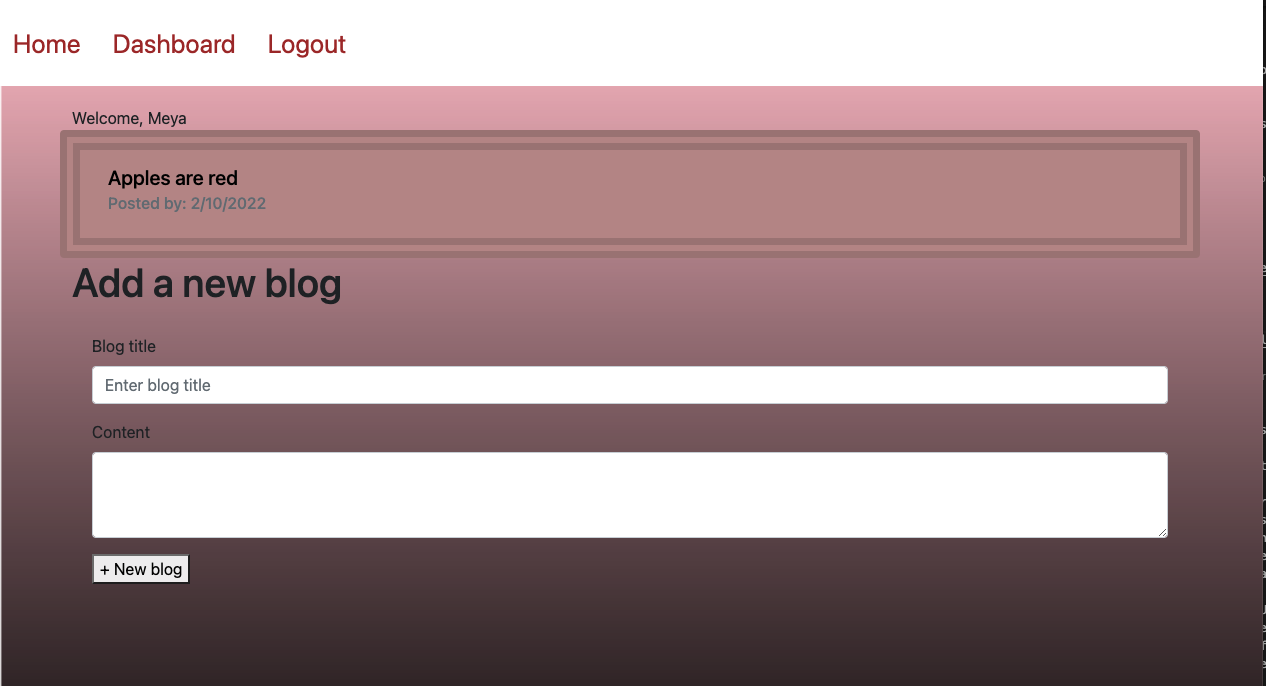 Home Dashboard Logout
Welcome, Meya
Apples are red
Posted by: 2/10/2022
Add a new blog
Blog title
Enter blog title
Content
+ New blog